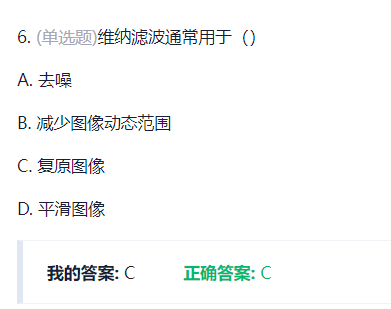 6. (单选题)维纳滤波通常用于（）
A. 去噪
B. 减少图像动态范围
C. 复原图像
D. 平滑图像
我的答案: C 正确答案: C